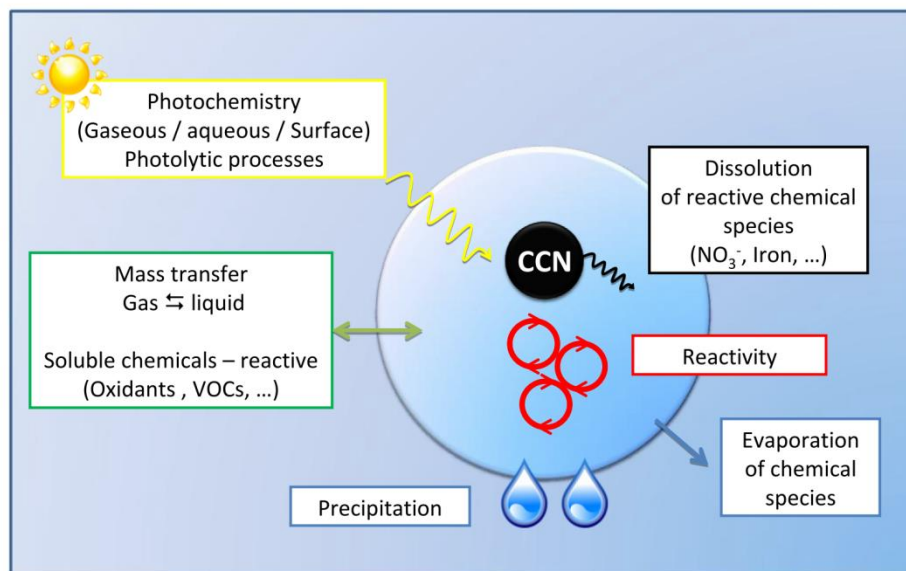 Photochemistry
(Gaseous / aqueous / Surface)
Photolytic processes
Dissolution
of reactive chemical
species
(NO₃⁻, Iron, …)
CCN
Mass transfer
Gas ⇆ liquid
Soluble chemicals – reactive
(Oxidants , VOCs, …)
Reactivity
Evaporation
of chemical
species
Precipitation